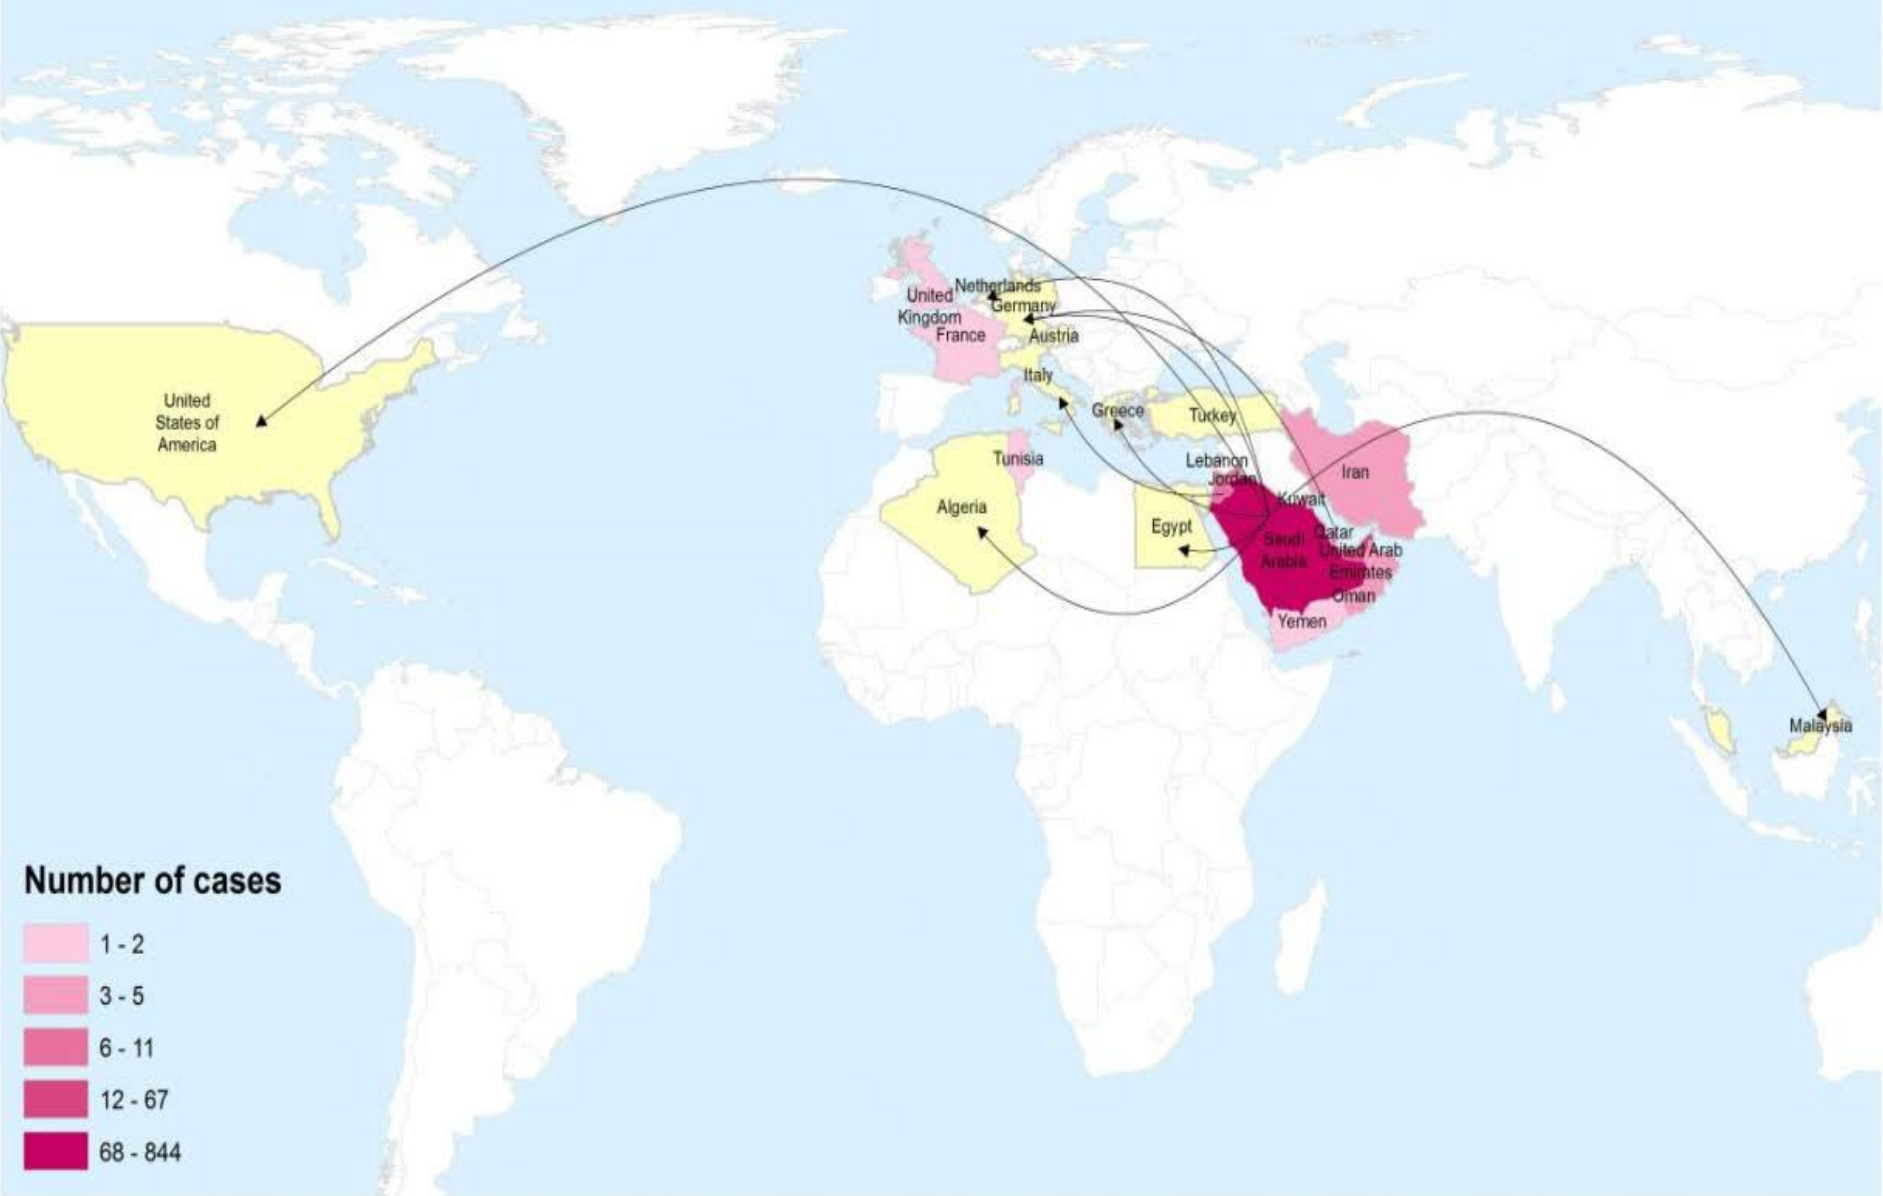 Netherlands
United
Kingdom
Germany
France
Austria
Italy
Greece
Turkey
United
States of
America
Tunisia
Lebanon
Jordan
Iran
Kuwait
Algeria
Egypt
Saudi
Arabia
Qatar
United Arab
Emirates
Oman
Yemen
Malaysia
Number of cases
1 - 2
3 - 5
6 - 11
12 - 67
68 - 844